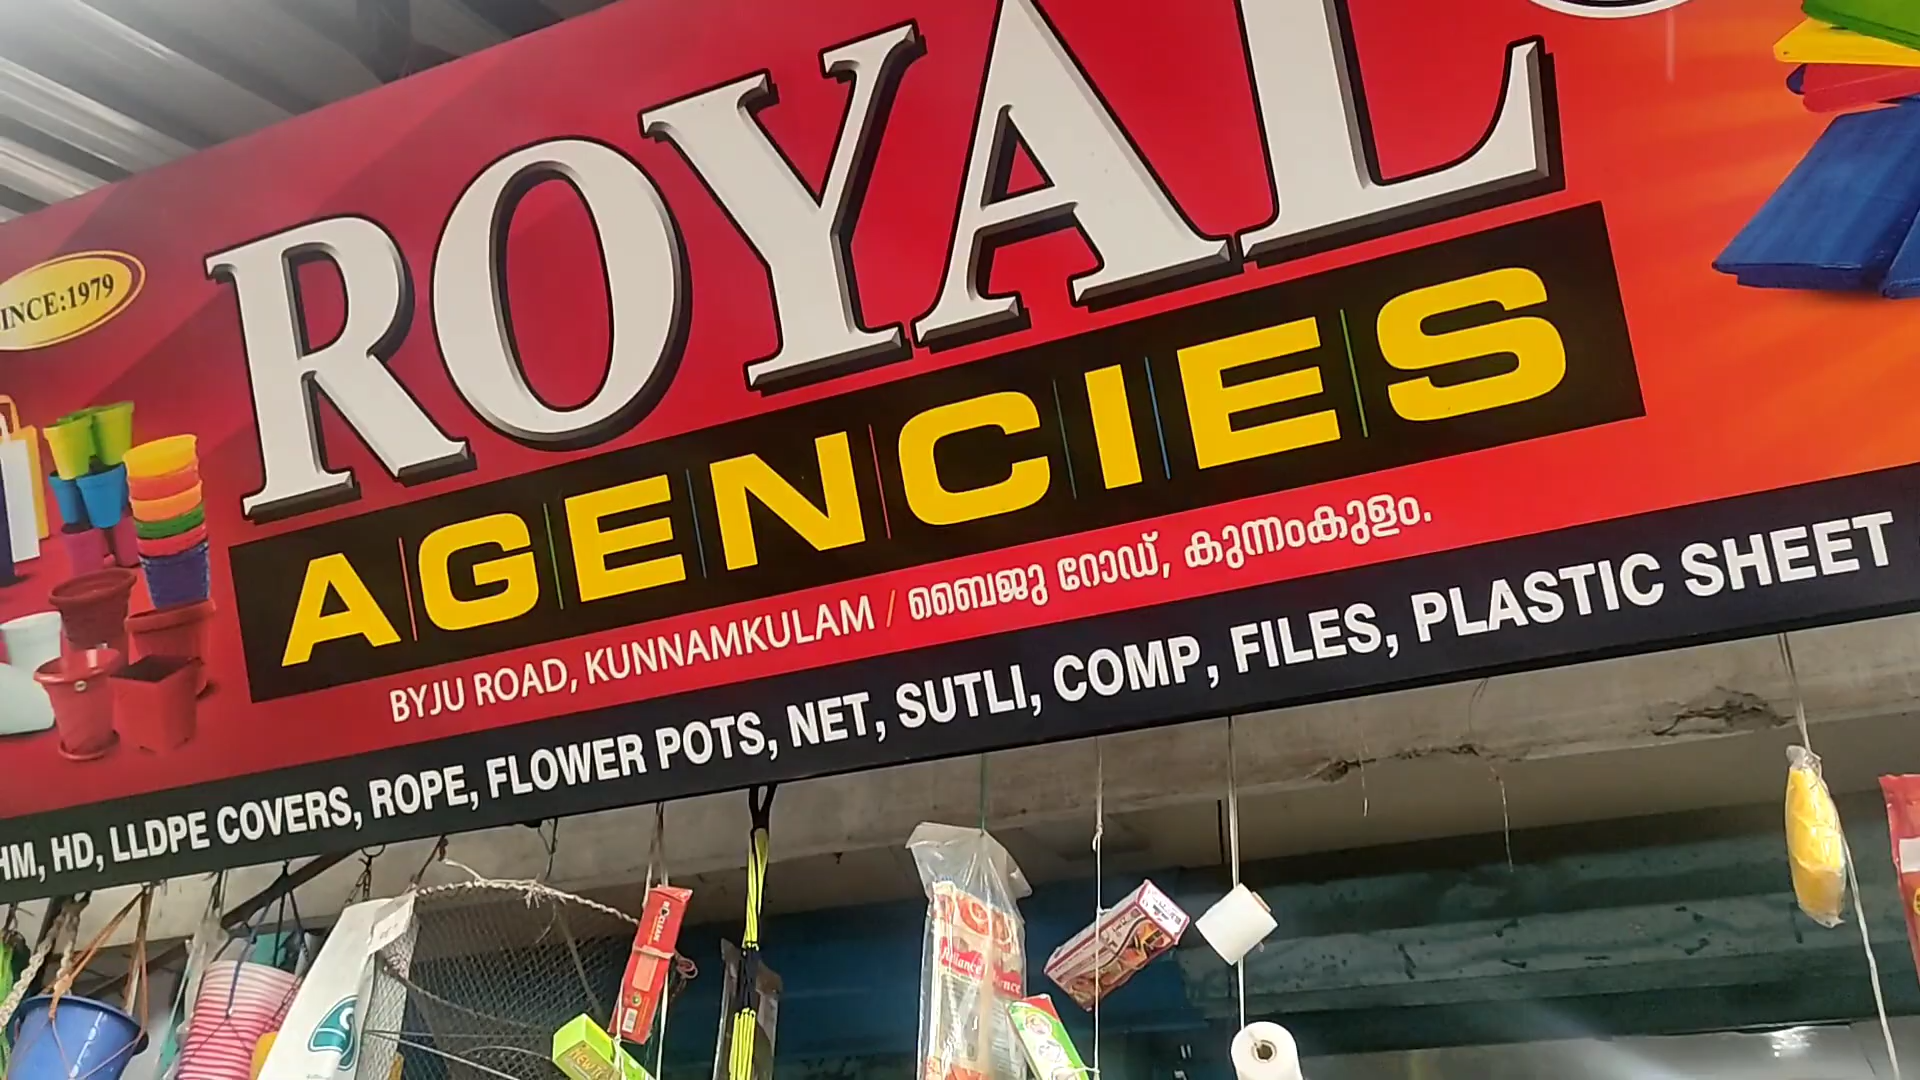 ROYAL
INCE:1979
AGENCIES
BYJU ROAD, KUNNAMKULAM / ബൈജു റോഡ്, കുന്നംകുളം.
HM, HD, LLDPE COVERS, ROPE, FLOWER POTS, NET, SUTLI, COMP, FILES, PLASTIC SHEET
Reliance